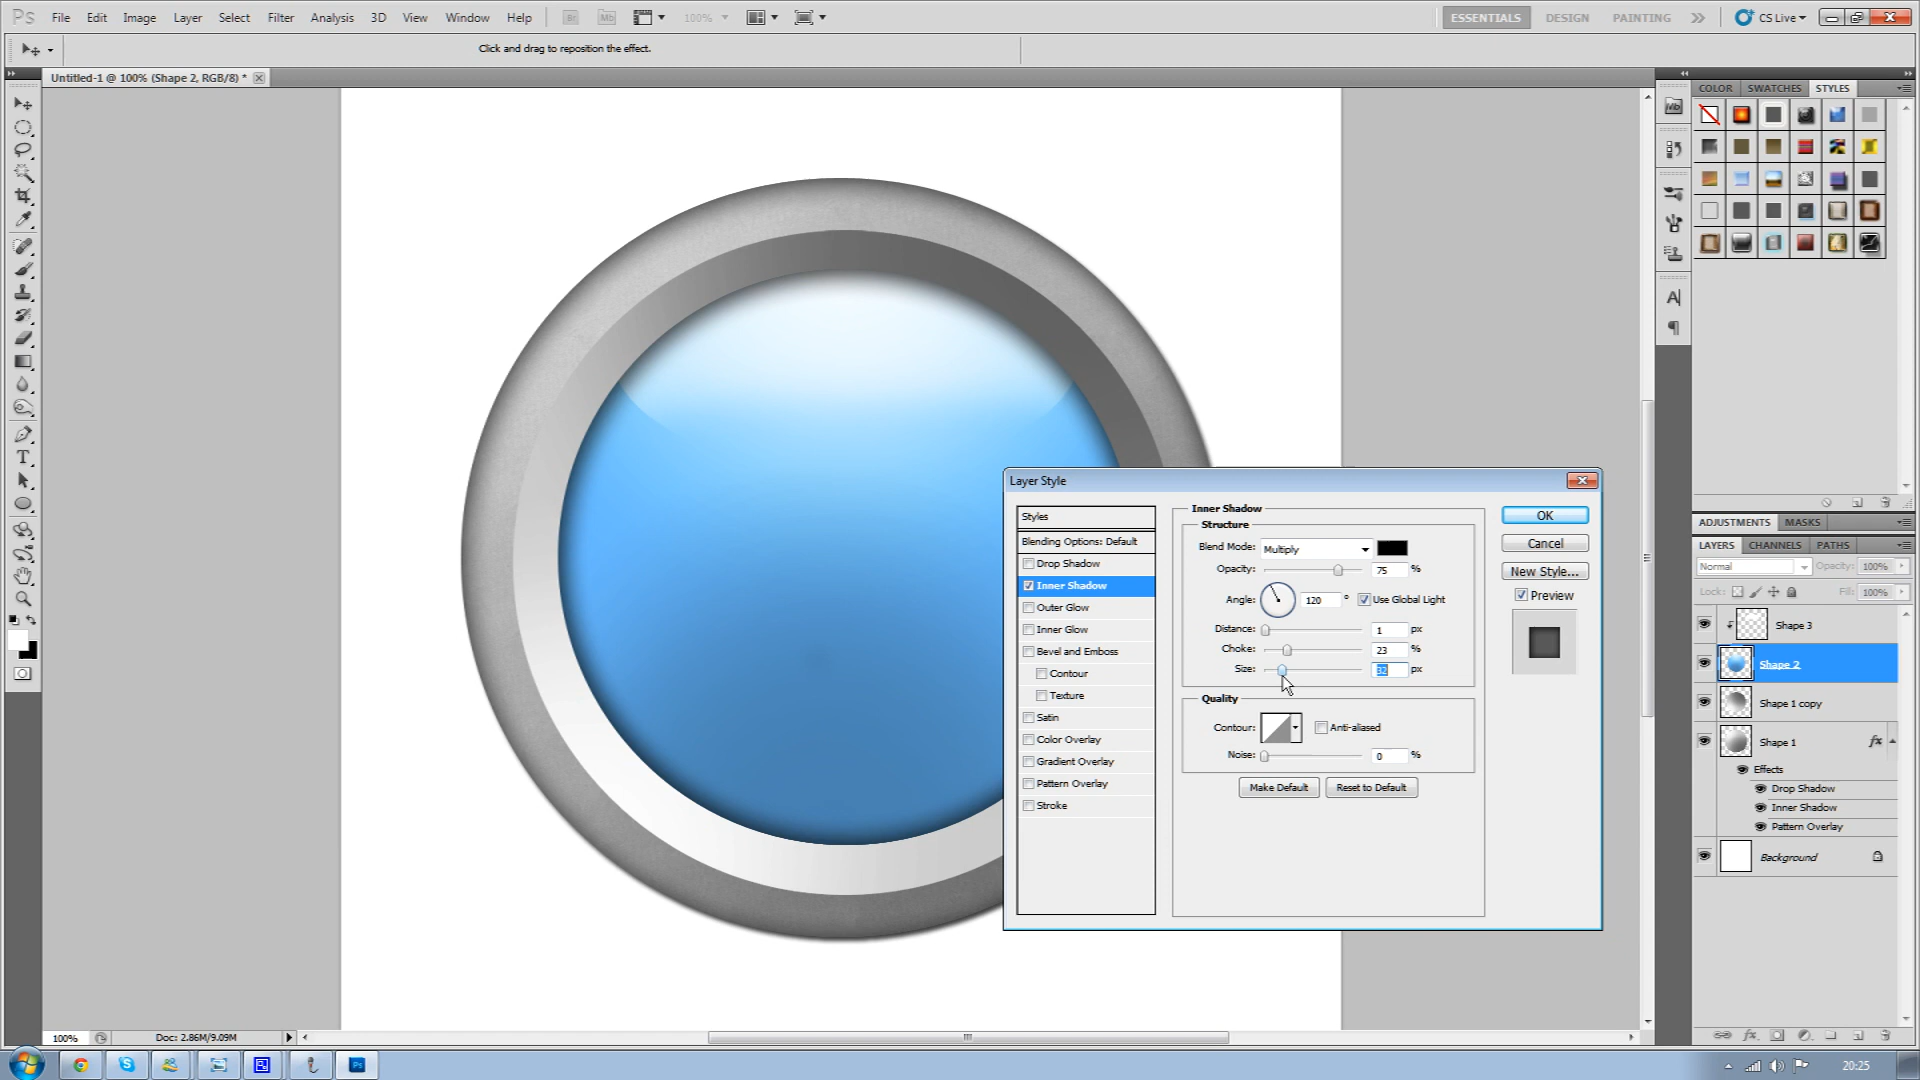 Ps File Edit Image Layer Select Filter Analysis 3D View Window Help Br Mb 100% ESSENTIALS DESIGN PAINTING CS Live
Click and drag to reposition the effect.
Untitled-1 @ 100% (Shape 2, RGB/8) *
COLOR SWATCHES STYLES
Layer Style
Styles
Blending Options: Default
Drop Shadow
Inner Shadow
Outer Glow
Inner Glow
Bevel and Emboss
Contour
Texture
Satin
Color Overlay
Gradient Overlay
Pattern Overlay
Stroke
Inner Shadow
Structure
Blend Mode: Multiply
Opacity: 75 %
Angle: 120 ° Use Global Light
Distance: 1 px
Choke: 23 %
Size: 32 px
Quality
Contour: Anti-aliased
Noise: 0 %
Make Default Reset to Default
OK
Cancel
New Style...
Preview
ADJUSTMENTS MASKS
LAYERS CHANNELS PATHS
Normal Opacity: 100%
Lock: Fill: 100%
Shape 3
Shape 2
Shape 1 copy
Shape 1 fx
Effects
Drop Shadow
Inner Shadow
Pattern Overlay
Background
100% Doc: 2.86M/9.09M
Ps 20:25